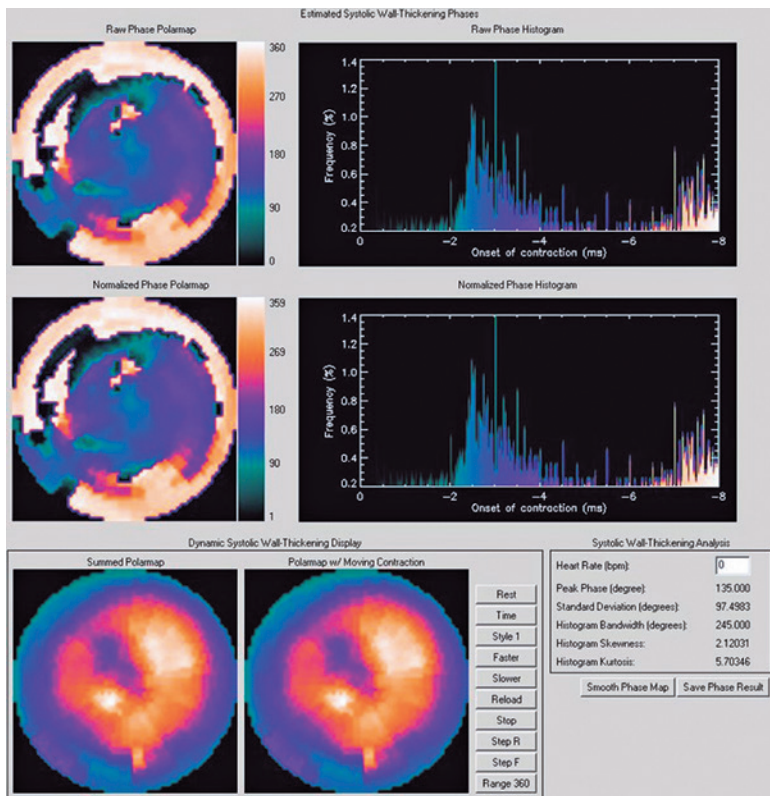 Estimated Systolic Wall-Thickening Phases
Raw Phase Polarmap
Raw Phase Histogram
360
270
180
90
0
Frequency (%)
1.4
1.2
1.0
0.8
0.6
0.4
0.2
0 -2 -4 -6 -8
Onset of contraction (ms)
Normalized Phase Polarmap
Normalized Phase Histogram
359
269
180
90
1
Frequency (%)
1.4
1.2
1.0
0.8
0.6
0.4
0.2
0 -2 -4 -6 -8
Onset of contraction (ms)
Dynamic Systolic Wall-Thickening Display
Summed Polarmap
Polarmap w/ Moving Contraction
Rest
Time
Style 1
Faster
Slower
Reload
Stop
Step R
Step F
Range 360
Systolic Wall-Thickening Analysis
Heart Rate (bpm): 0
Peak Phase (degree): 135.000
Standard Deviation (degrees): 97.4983
Histogram Bandwidth (degrees): 245.000
Histogram Skewness: 2.12031
Histogram Kurtosis: 5.70346
Smooth Phase Map
Save Phase Result